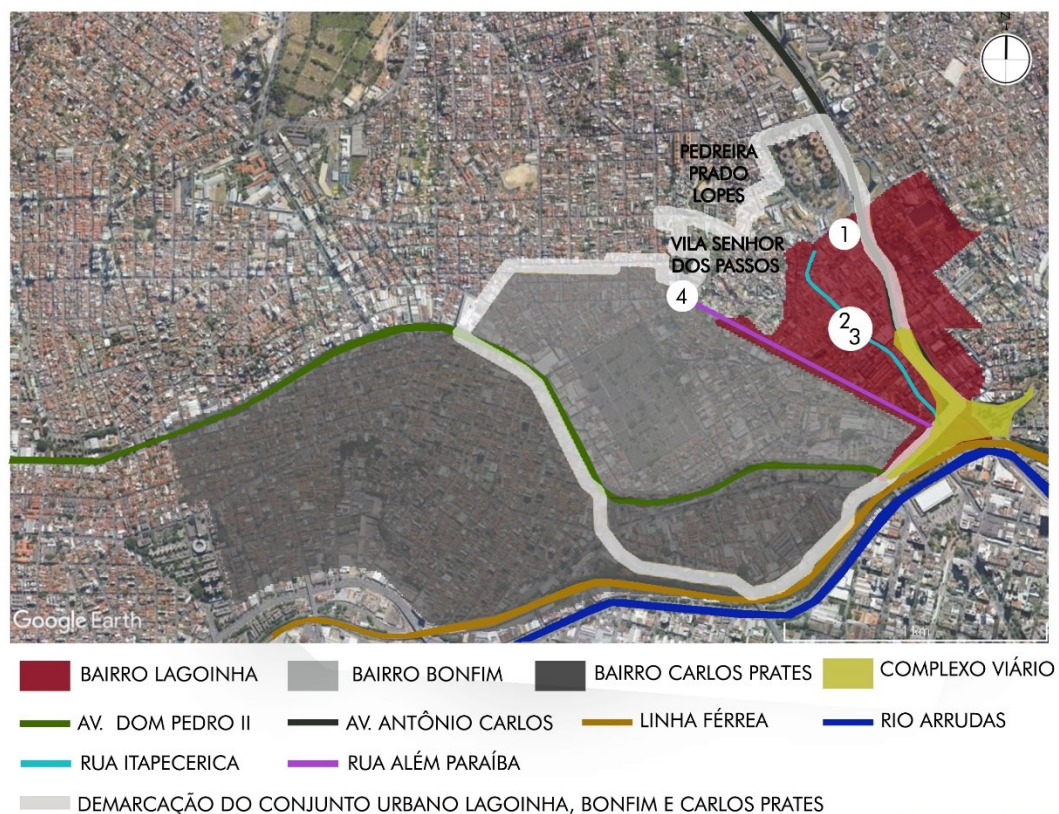 PEDREIRA
PRADO
LOPES
VILA SENHOR
DOS PASSOS
1
2
3
4
Google Earth
1 km
BAIRRO LAGOINHA
BAIRRO BONFIM
BAIRRO CARLOS PRATES
COMPLEXO VIÁRIO
AV. DOM PEDRO II
AV. ANTÔNIO CARLOS
LINHA FÉRREA
RIO ARRUDAS
RUA ITAPECERICA
RUA ALÉM PARAÍBA
DEMARCAÇÃO DO CONJUNTO URBANO LAGOINHA, BONFIM E CARLOS PRATES